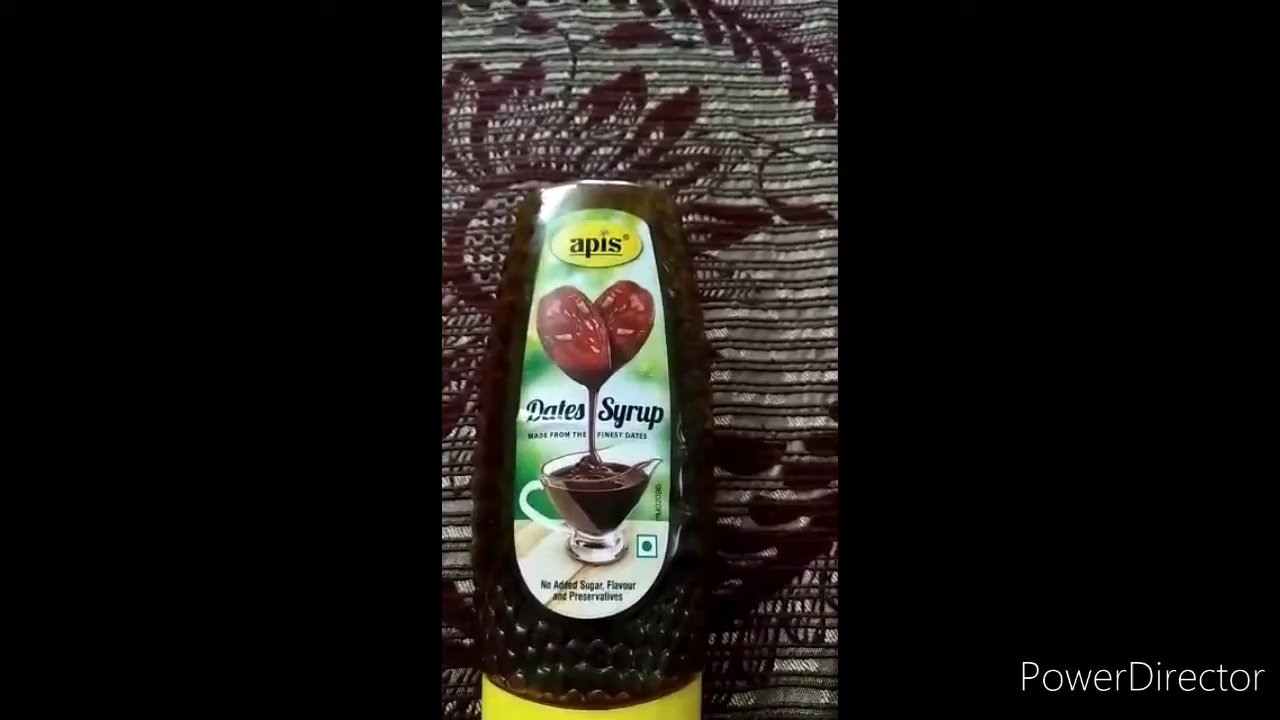 apis®
Dates Syrup
MADE FROM THE FINEST DATES
No Added Sugar, Flavour
and Preservatives
PowerDirector